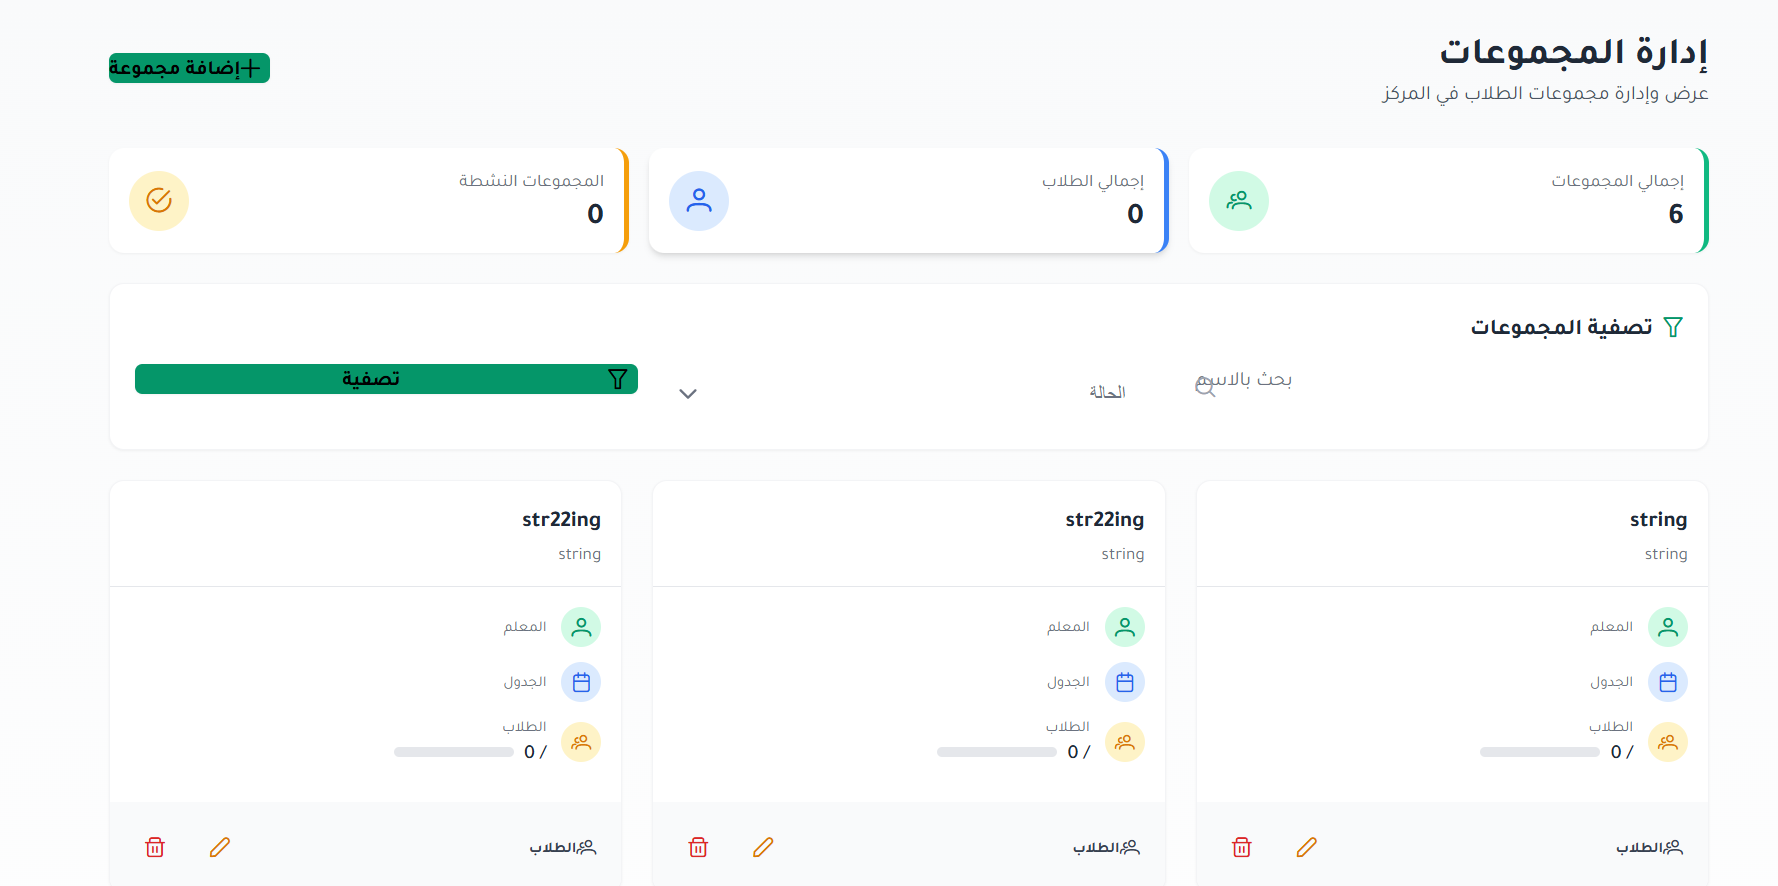 إدارة المجموعات
عرض وإدارة مجموعات الطلاب في المركز
إضافة مجموعة
إجمالي المجموعات
6
إجمالي الطلاب
0
المجموعات النشطة
0
تصفية المجموعات
بحث بالاسم
الحالة
تصفية
string
string
المعلم
الجدول
الطلاب
0 /
الطلاب
str22ing
string
المعلم
الجدول
الطلاب
0 /
الطلاب
str22ing
string
المعلم
الجدول
الطلاب
0 /
الطلاب